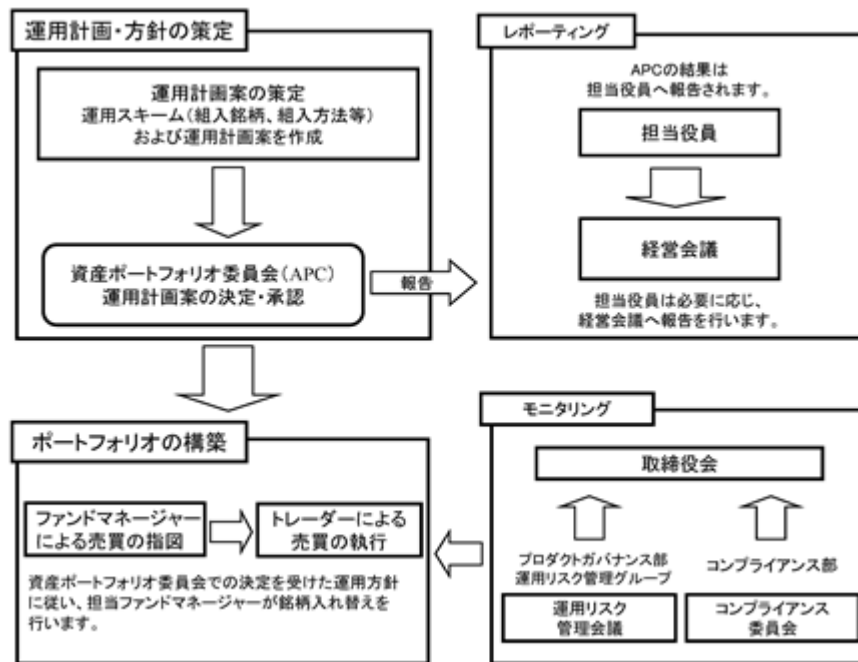 運用計画・方針の策定
運用計画案の策定
運用スキーム(組入銘柄、組入方法等)
および運用計画案を作成
資産ポートフォリオ委員会(APC)
運用計画案の決定・承認
報告
レポーティング
APCの結果は
担当役員へ報告されます。
担当役員
経営会議
担当役員は必要に応じ、
経営会議へ報告を行います。
ポートフォリオの構築
ファンドマネージャー
による売買の指図
トレーダーによる
売買の執行
資産ポートフォリオ委員会での決定を受けた運用方針
に従い、担当ファンドマネージャーが銘柄入れ替えを
行います。
モニタリング
取締役会
プロダクトガバナンス部
運用リスク管理グループ
コンプライアンス部
運用リスク
管理会議
コンプライアンス
委員会